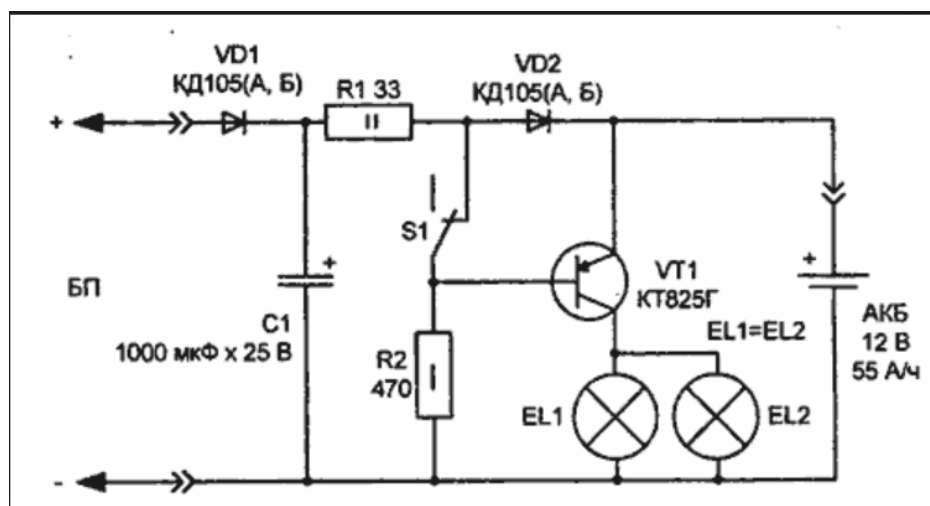 VD1
КД105(А, Б)
R1 33
VD2
КД105(А, Б)
+
S1
БП
+
C1
1000 мкФ x 25 В
R2
470
VT1
КТ825Г
EL1=EL2
EL1
EL2
+
АКБ
12 В
55 А/ч
-